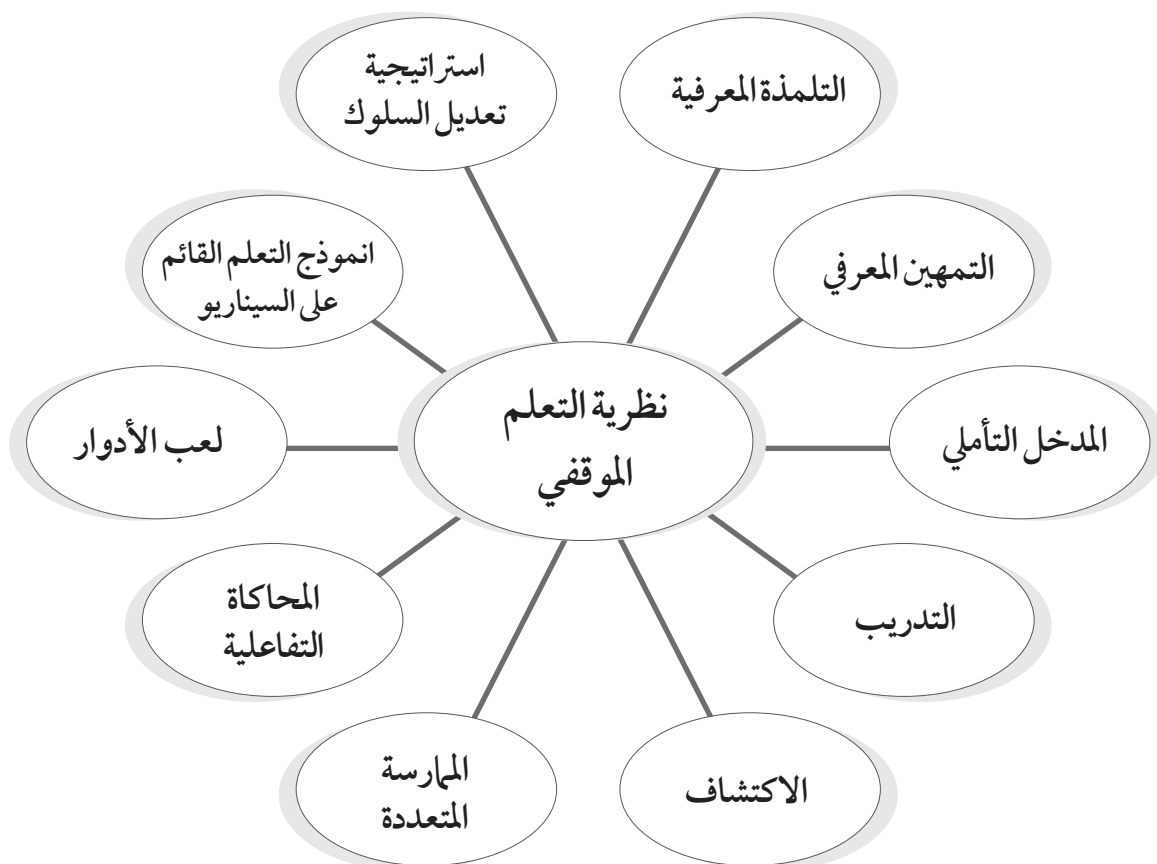 التلمذة المعرفية
استراتيجية
تعديل السلوك
التمهين المعرفي
انموذج التعلم القائم
على السيناريو
نظرية التعلم
الموقفي
المدخل التأملي
لعب الأدوار
التدريب
المحاكاة
التفاعلية
الاكتشاف
الممارسة
المتعددة